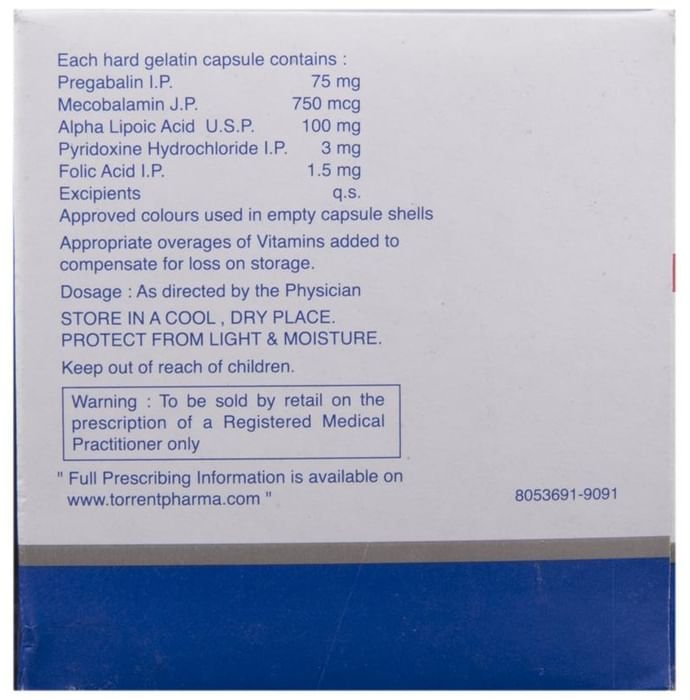 Each hard gelatin capsule contains :
Pregabalin I.P. 75 mg
Mecobalamin J.P. 750 mcg
Alpha Lipoic Acid U.S.P. 100 mg
Pyridoxine Hydrochloride I.P. 3 mg
Folic Acid I.P. 1.5 mg
Excipients q.s.
Approved colours used in empty capsule shells
Appropriate overages of Vitamins added to
compensate for loss on storage.
Dosage : As directed by the Physician
STORE IN A COOL , DRY PLACE.
PROTECT FROM LIGHT & MOISTURE.
Keep out of reach of children.
Warning : To be sold by retail on the
prescription of a Registered Medical
Practitioner only
" Full Prescribing Information is available on
www.torrentpharma.com "
8053691-9091